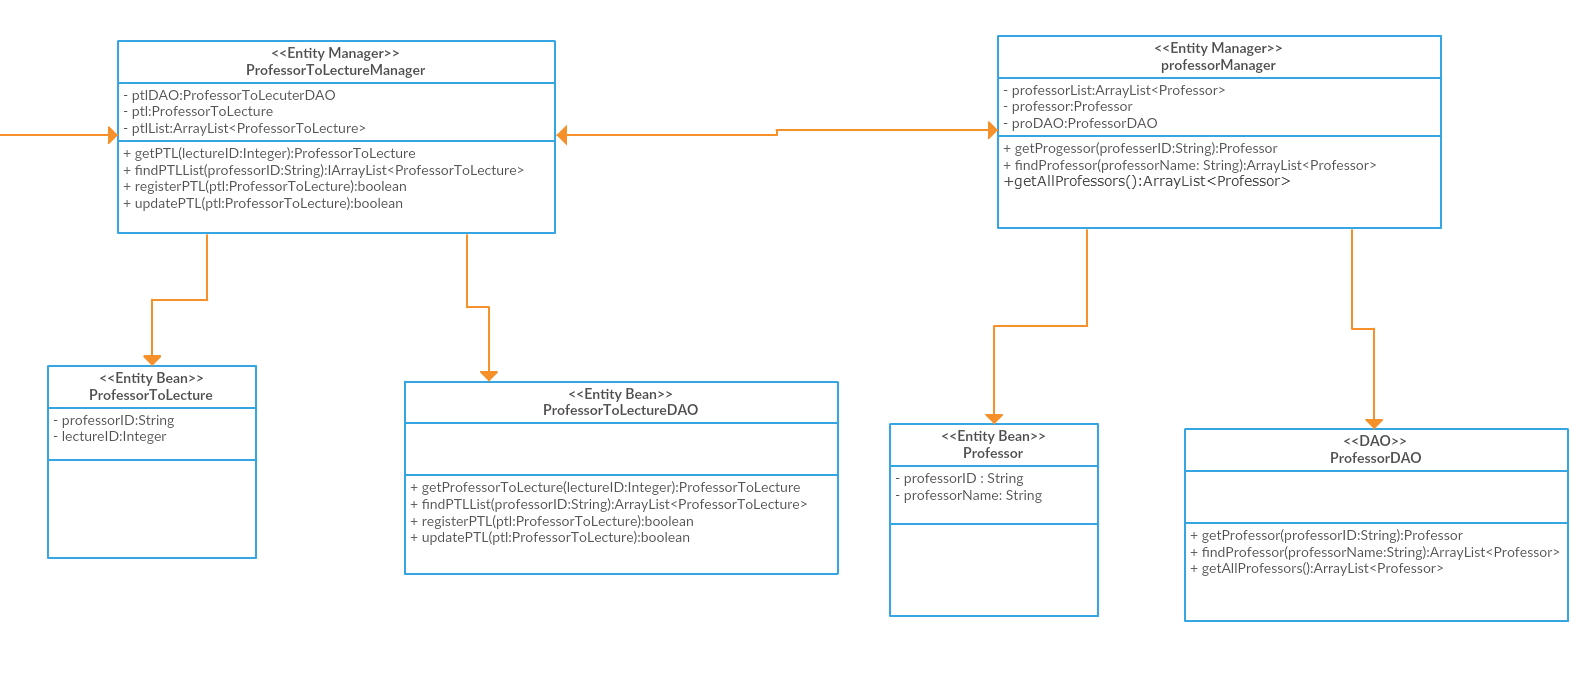 <<Entity Manager>>
ProfessorToLectureManager
- ptlDAO:ProfessorToLecuterDAO
- ptl:ProfessorToLecture
- ptlList:ArrayList<ProfessorToLecture>
+ getPTL(lectureID:Integer):ProfessorToLecture
+ findPTLList(professorID:String):lArrayList<ProfessorToLecture>
+ registerPTL(ptl:ProfessorToLecture):boolean
+ updatePTL(ptl:ProfessorToLecture):boolean
<<Entity Manager>>
professorManager
- professorList:ArrayList<Professor>
- professor:Professor
- proDAO:ProfessorDAO
+ getProgessor(professerID:String):Professor
+ findProfessor(professorName: String):ArrayList<Professor>
+getAllProfessors():ArrayList<Professor>
<<Entity Bean>>
ProfessorToLecture
- professorID:String
- lectureID:Integer
<<Entity Bean>>
ProfessorToLectureDAO
+ getProfessorToLecture(lectureID:Integer):ProfessorToLecture
+ findPTLList(professorID:String):ArrayList<ProfessorToLecture>
+ registerPTL(ptl:ProfessorToLecture):boolean
+ updatePTL(ptl:ProfessorToLecture):boolean
<<Entity Bean>>
Professor
- professorID : String
- professorName: String
<<DAO>>
ProfessorDAO
+ getProfessor(professorID:String):Professor
+ findProfessor(professorName:String):ArrayList<Professor>
+ getAllProfessors():ArrayList<Professor>